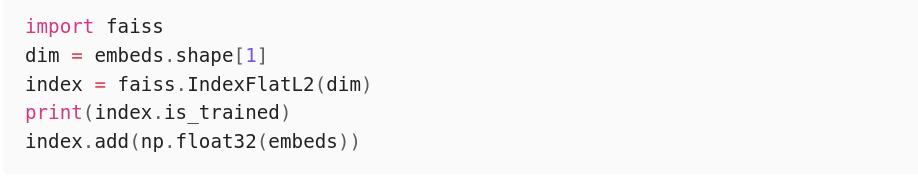 import faiss
dim = embeds.shape[1]
index = faiss.IndexFlatL2(dim)
print(index.is_trained)
index.add(np.float32(embeds))